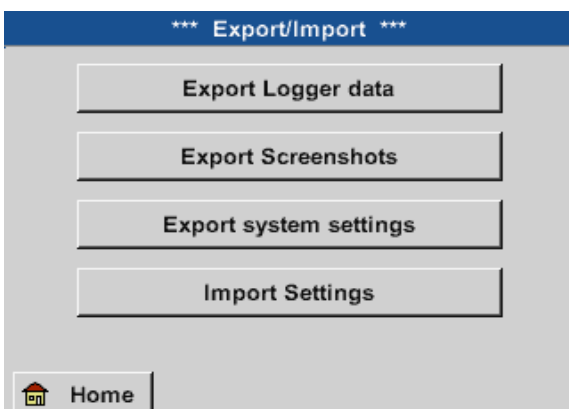 *** Export/Import ***
Export Logger data
Export Screenshots
Export system settings
Import Settings
Home